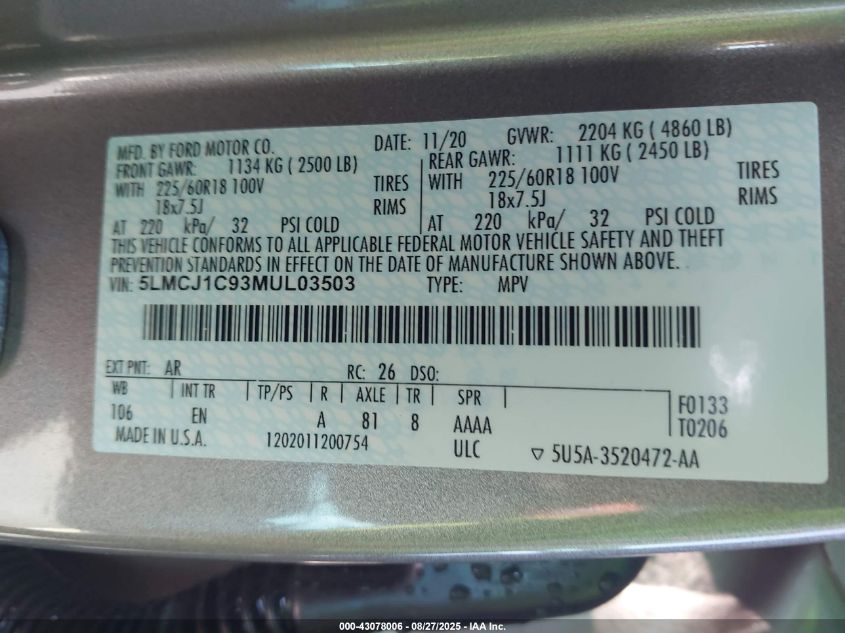 MFD. BY FORD MOTOR CO. DATE: 11/20 GVWR: 2204 KG ( 4860 LB)
FRONT GAWR: 1134 KG ( 2500 LB) REAR GAWR: 1111 KG ( 2450 LB)
WITH 225/60R18 100V TIRES WITH 225/60R18 100V TIRES
18x7.5J RIMS 18x7.5J RIMS
AT 220 kPa/ 32 PSI COLD AT 220 kPa/ 32 PSI COLD
THIS VEHICLE CONFORMS TO ALL APPLICABLE FEDERAL MOTOR VEHICLE SAFETY AND THEFT
PREVENTION STANDARDS IN EFFECT ON THE DATE OF MANUFACTURE SHOWN ABOVE.
VIN: 5LMCJ1C93MUL03503 TYPE: MPV
EXT PNT: AR RC: 26 DSO:
WB INT TR TP/PS R AXLE TR SPR
106 EN A 81 8 AAAA F0133
T0206
MADE IN U.S.A. 1202011200754 ULC ▽ 5U5A-3520472-AA
000-43078006 - 08/27/2025 - IAA Inc.